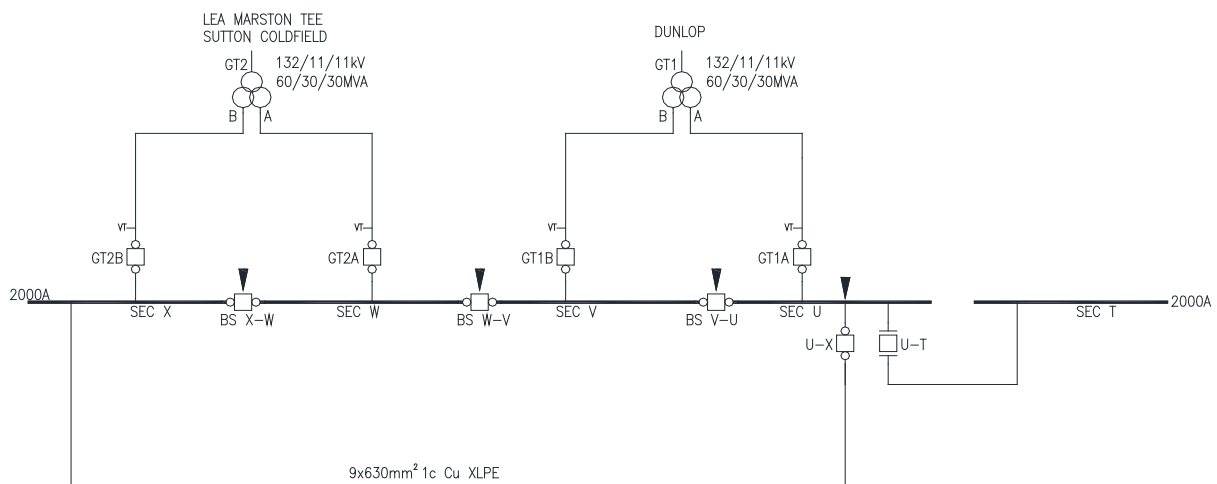 LEA MARSTON TEE
SUTTON COLDFIELD
GT2
132/11/11kV
60/30/30MVA
B
A
DUNLOP
GT1
132/11/11kV
60/30/30MVA
B
A
VT
VT
VT
VT
GT2B
GT2A
GT1B
GT1A
2000A
SEC X
BS X-W
SEC W
BS W-V
SEC V
BS V-U
SEC U
SEC T
2000A
U-X
U-T
9x630mm² 1c Cu XLPE